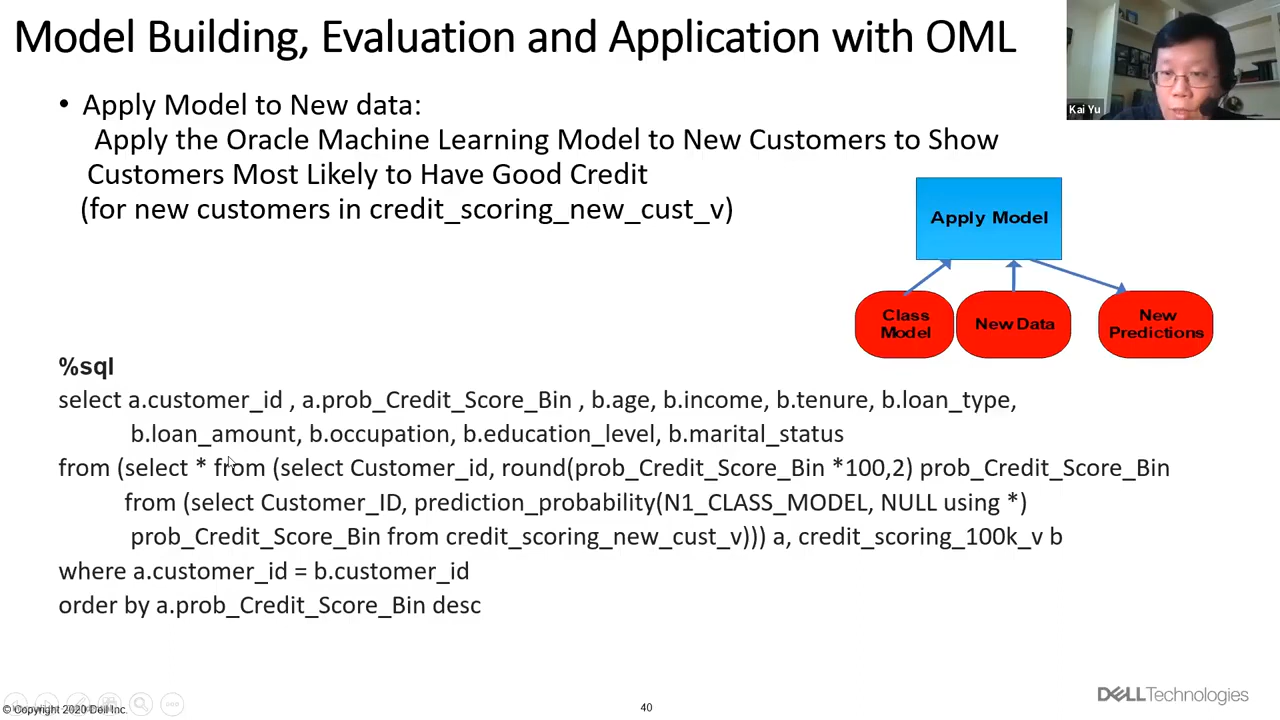 Model Building, Evaluation and Application with OML
Kai Yu
• Apply Model to New data:
Apply the Oracle Machine Learning Model to New Customers to Show
Customers Most Likely to Have Good Credit
(for new customers in credit_scoring_new_cust_v)
Apply Model
Class
Model
New Data
New
Predictions
%sql
select a.customer_id , a.prob_Credit_Score_Bin , b.age, b.income, b.tenure, b.loan_type,
b.loan_amount, b.occupation, b.education_level, b.marital_status
from (select * from (select Customer_id, round(prob_Credit_Score_Bin *100,2) prob_Credit_Score_Bin
from (select Customer_ID, prediction_probability(N1_CLASS_MODEL, NULL using *)
prob_Credit_Score_Bin from credit_scoring_new_cust_v))) a, credit_scoring_100k_v b
where a.customer_id = b.customer_id
order by a.prob_Credit_Score_Bin desc
© Copyright 2020 Dell Inc.
40
DELLTechnologies